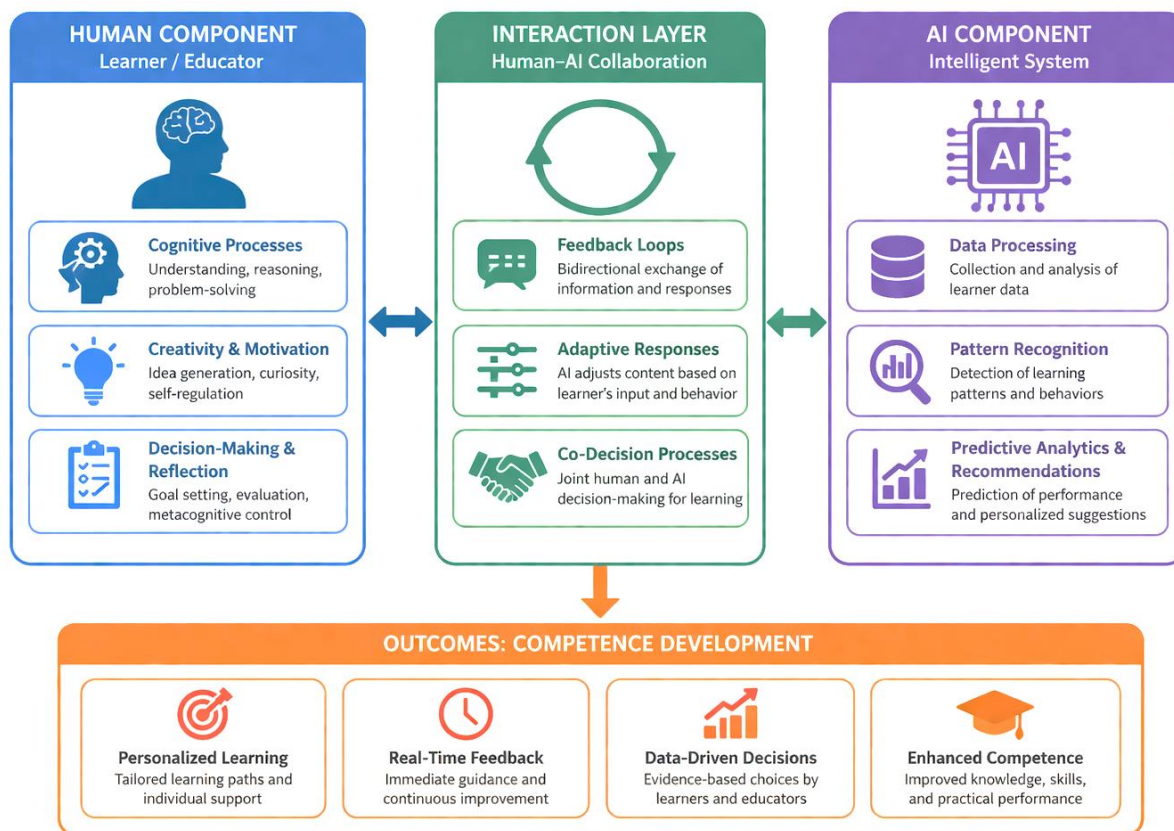 HUMAN COMPONENT
Learner / Educator
Cognitive Processes
Understanding, reasoning,
problem-solving
Creativity & Motivation
Idea generation, curiosity,
self-regulation
Decision-Making &
Reflection
Goal setting, evaluation,
metacognitive control
INTERACTION LAYER
Human–AI Collaboration
Feedback Loops
Bidirectional exchange of
information and responses
Adaptive Responses
AI adjusts content based on
learner's input and behavior
Co-Decision Processes
Joint human and AI
decision-making for learning
AI COMPONENT
Intelligent System
AI
Data Processing
Collection and analysis of
learner data
Pattern Recognition
Detection of learning
patterns and behaviors
Predictive Analytics &
Recommendations
Prediction of performance
and personalized suggestions
OUTCOMES: COMPETENCE DEVELOPMENT
Personalized Learning
Tailored learning paths and
individual support
Real-Time Feedback
Immediate guidance and
continuous improvement
Data-Driven Decisions
Evidence-based choices by
learners and educators
Enhanced Competence
Improved knowledge, skills,
and practical performance